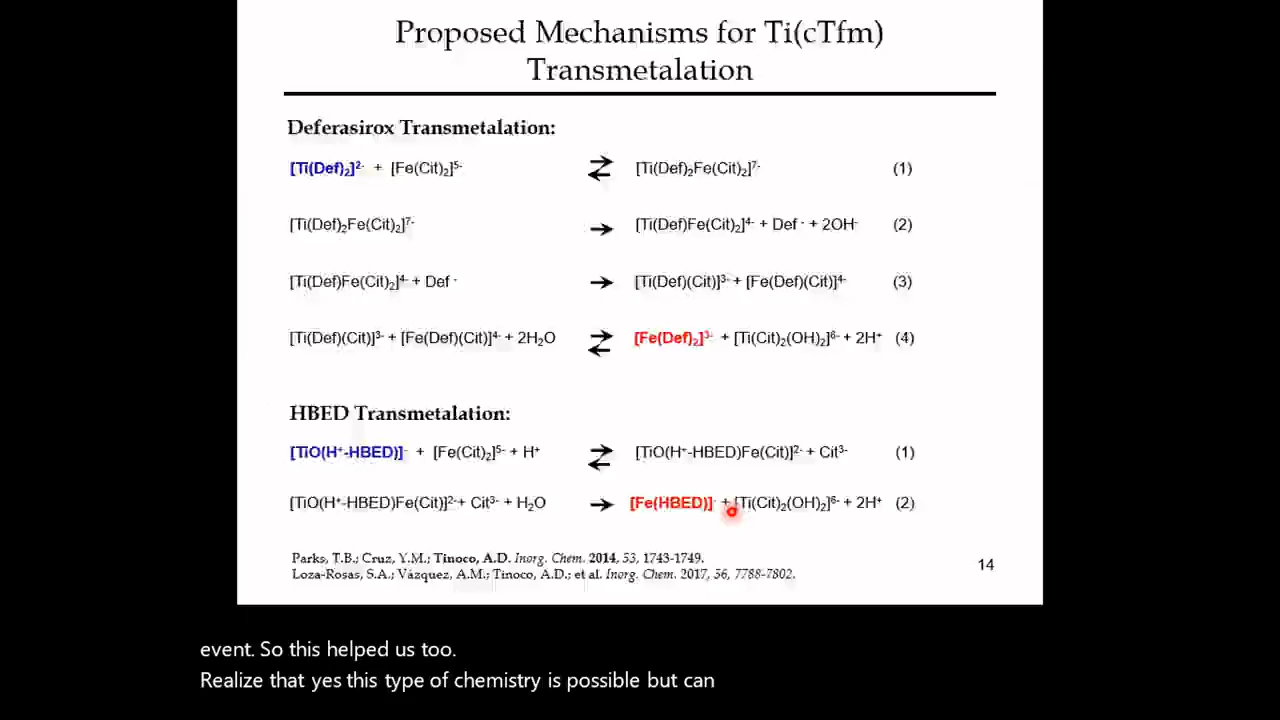 Proposed Mechanisms for Ti(cTfm)
Transmetalation
Deferasirox Transmetalation:
[Ti(Def)₂]²⁻ + [Fe(Cit)₂]⁵⁻ ⇄ [Ti(Def)₂Fe(Cit)₂]⁷⁻ (1)
[Ti(Def)₂Fe(Cit)₂]⁷⁻ → [Ti(Def)Fe(Cit)₂]⁴⁻ + Def⁻ + 2OH⁻ (2)
[Ti(Def)Fe(Cit)₂]⁴⁻ + Def⁻ → [Ti(Def)(Cit)]³⁻ + [Fe(Def)(Cit)]⁴⁻ (3)
[Ti(Def)(Cit)]³⁻ + [Fe(Def)(Cit)]⁴⁻ + 2H₂O ⇄ [Fe(Def)₂]³⁻ + [Ti(Cit)₂(OH)₂]⁶⁻ + 2H⁺ (4)
HBED Transmetalation:
[TiO(H⁺-HBED)]⁻ + [Fe(Cit)₂]⁵⁻ + H⁺ ⇄ [TiO(H⁺-HBED)Fe(Cit)]²⁻ + Cit³⁻ (1)
[TiO(H⁺-HBED)Fe(Cit)]²⁻ + Cit³⁻ + H₂O → [Fe(HBED)]⁻ + [Ti(Cit)₂(OH)₂]⁶⁻ + 2H⁺ (2)
Parks, T.B.; Cruz, Y.M.; Tinoco, A.D. Inorg. Chem. 2014, 53, 1743-1749.
Loza-Rosas, S.A.; Vázquez, A.M.; Tinoco, A.D.; et al. Inorg. Chem. 2017, 56, 7788-7802.
14
event. So this helped us too.
Realize that yes this type of chemistry is possible but can